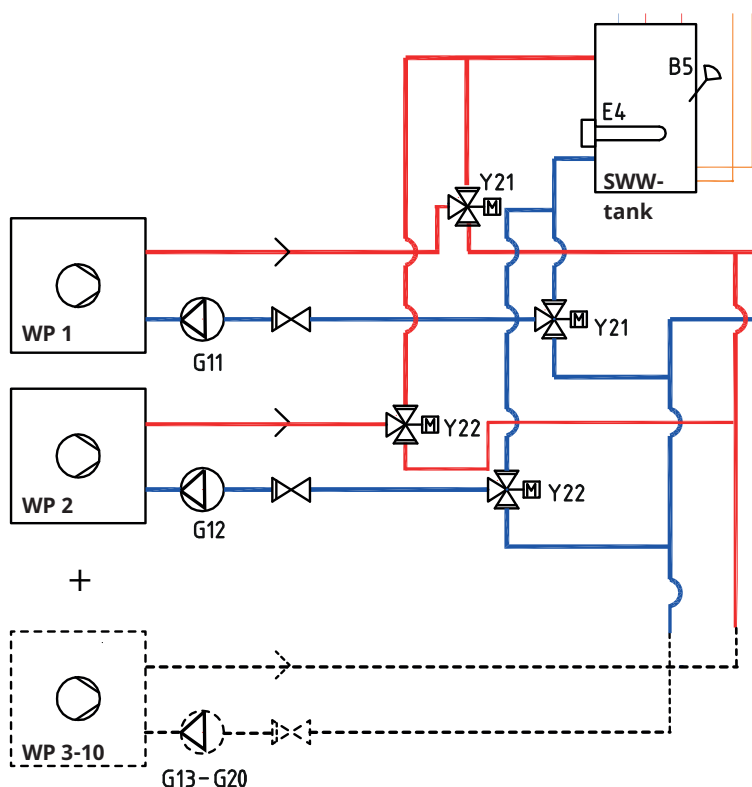 B5
E4
SWW-
tank
Y21
M
WP 1
G11
M
Y21
M
Y22
WP 2
G12
M
Y22
+
WP 3-10
G13-G20